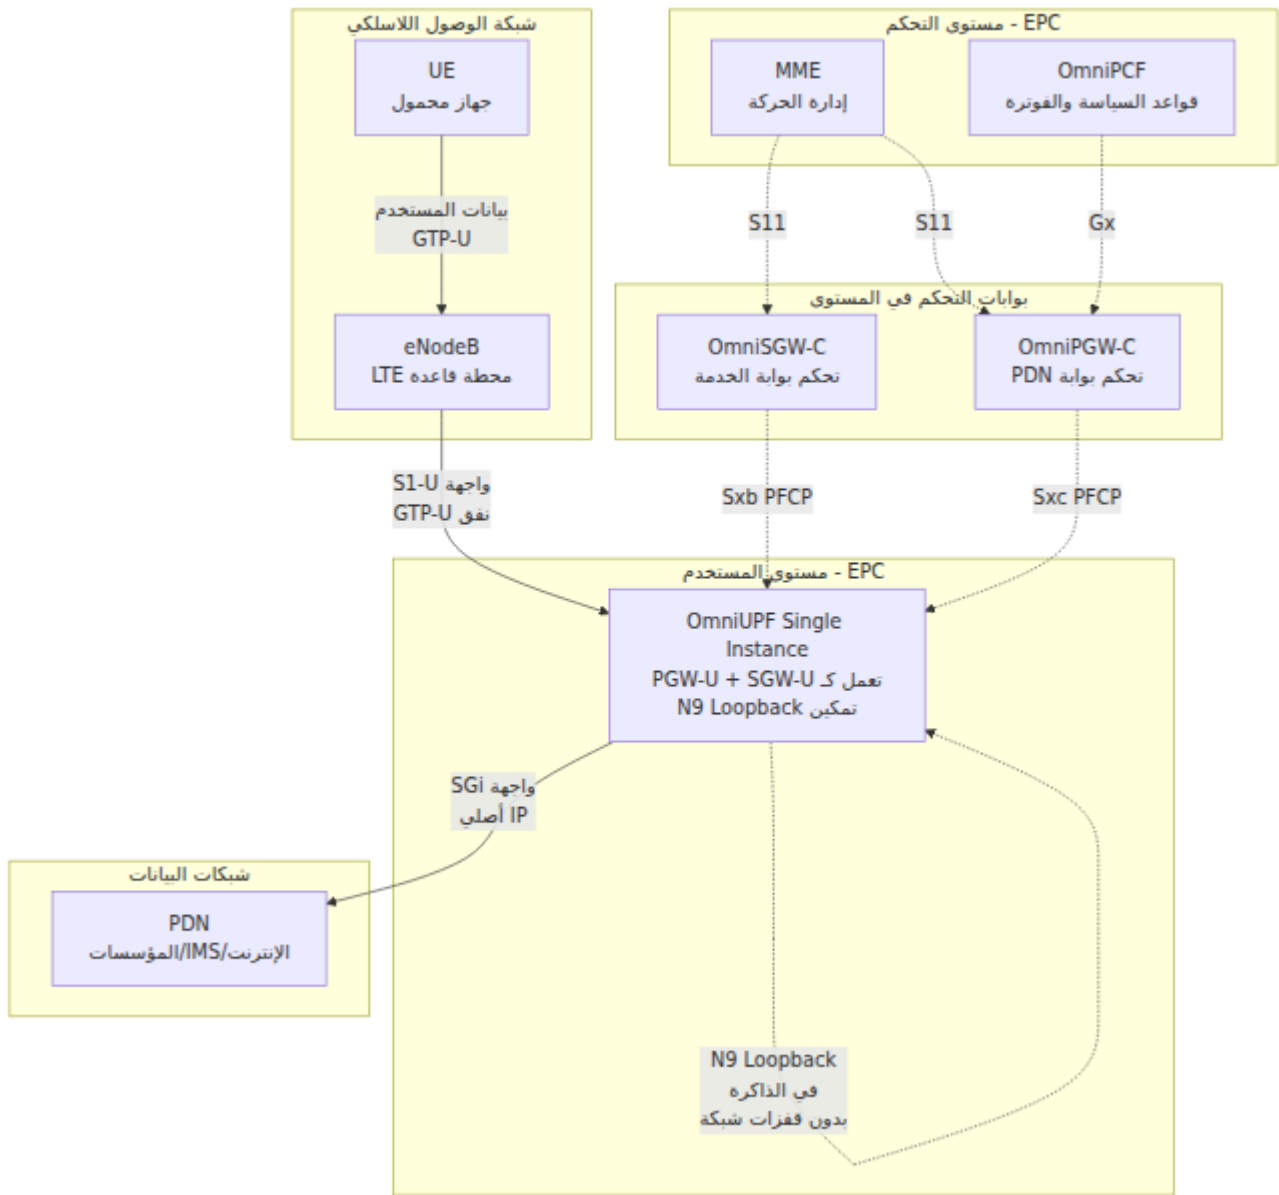 شبكة الوصول اللاسلكي
UE
جهاز محمول
بيانات المستخدم
GTP-U
eNodeB
محطة قاعدة LTE
EPC - مستوى التحكم
MME
إدارة الحركة
OmniPCF
قواعد السياسة والفوترة
S11
S11
Gx
بوابات التحكم في المستوى
OmniSGW-C
تحكم بوابة الخدمة
OmniPGW-C
تحكم بوابة PDN
واجهة S1-U
نفق GTP-U
Sxb PFCP
Sxc PFCP
EPC - مستوى المستخدم
OmniUPF Single
Instance
تعمل كـ PGW-U + SGW-U
تمكين N9 Loopback
واجهة SGi
IP أصلي
شبكات البيانات
PDN
الإنترنت/IMS/المؤسسات
N9 Loopback
في الذاكرة
بدون قفزات شبكة